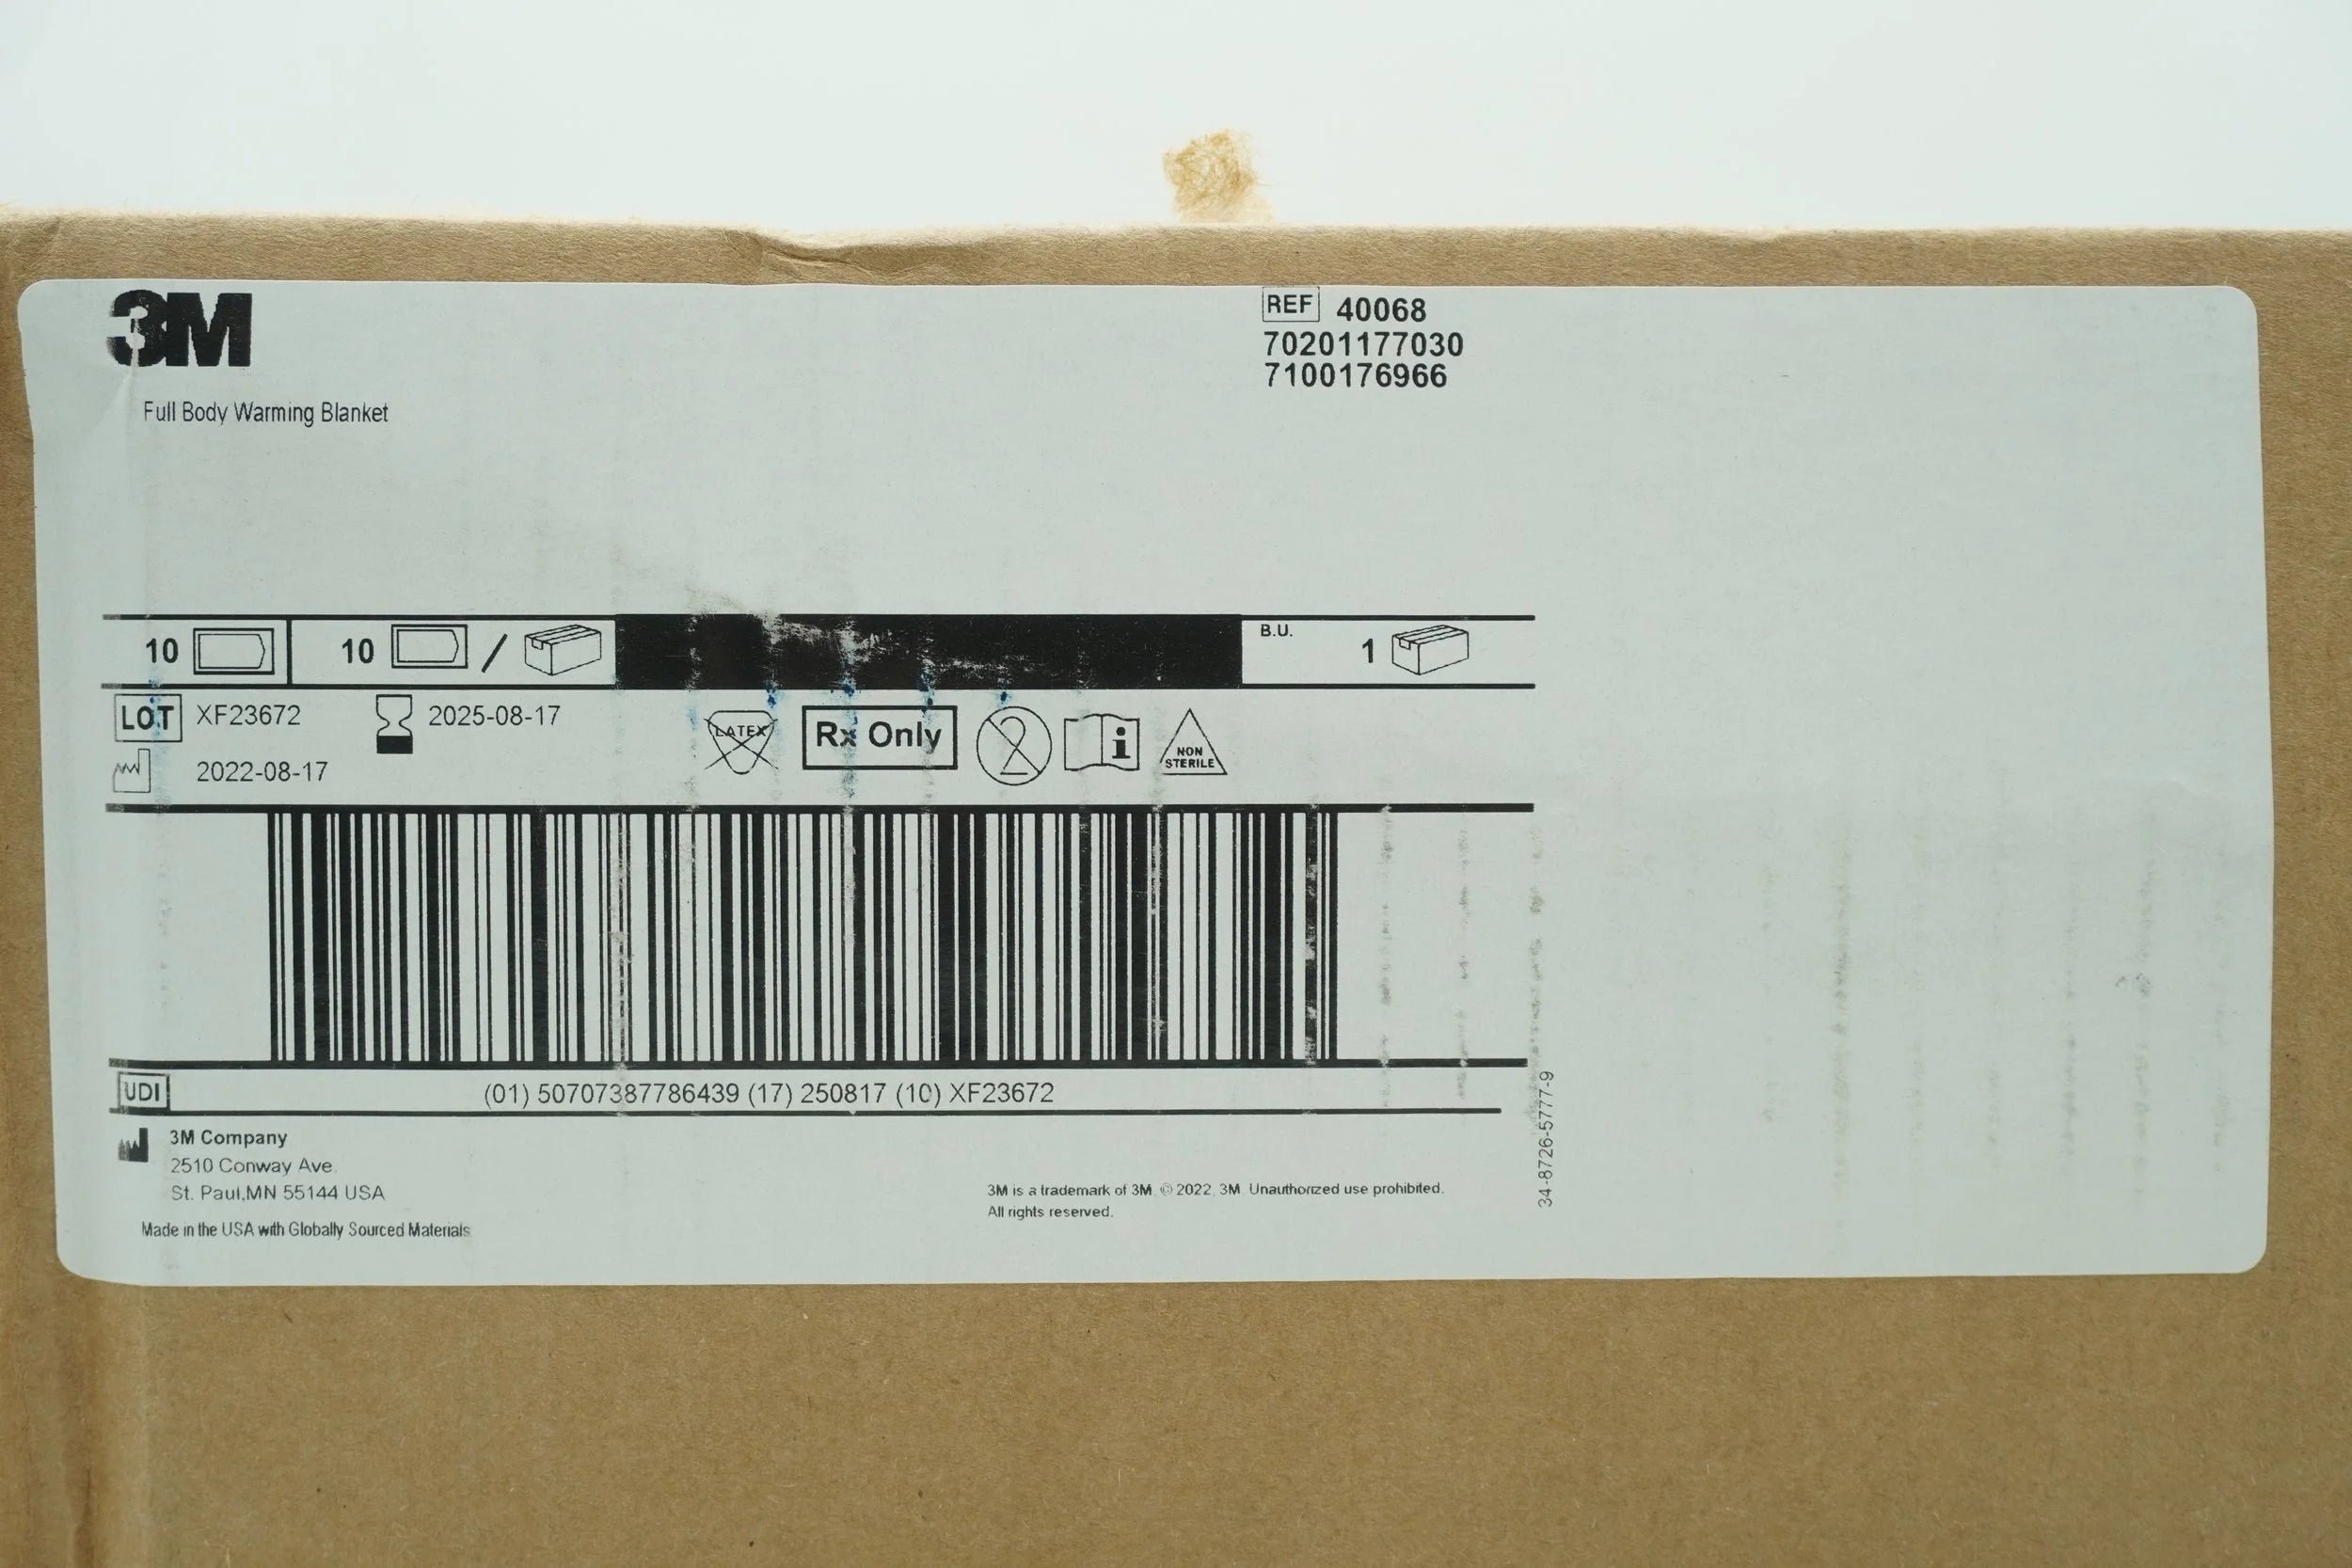 3M
REF 40068
70201177030
7100176966
Full Body Warming Blanket
10 10 / B.U. 1
LOT XF23672 2025-08-17 LATEX Rx Only 2 i NON STERILE
2022-08-17
UDI (01) 50707387786439 (17) 250817 (10) XF23672
34-8726-5777-9
3M Company
2510 Conway Ave.
St. Paul,MN 55144 USA
3M is a trademark of 3M. © 2022, 3M. Unauthorized use prohibited.
All rights reserved.
Made in the USA with Globally Sourced Materials